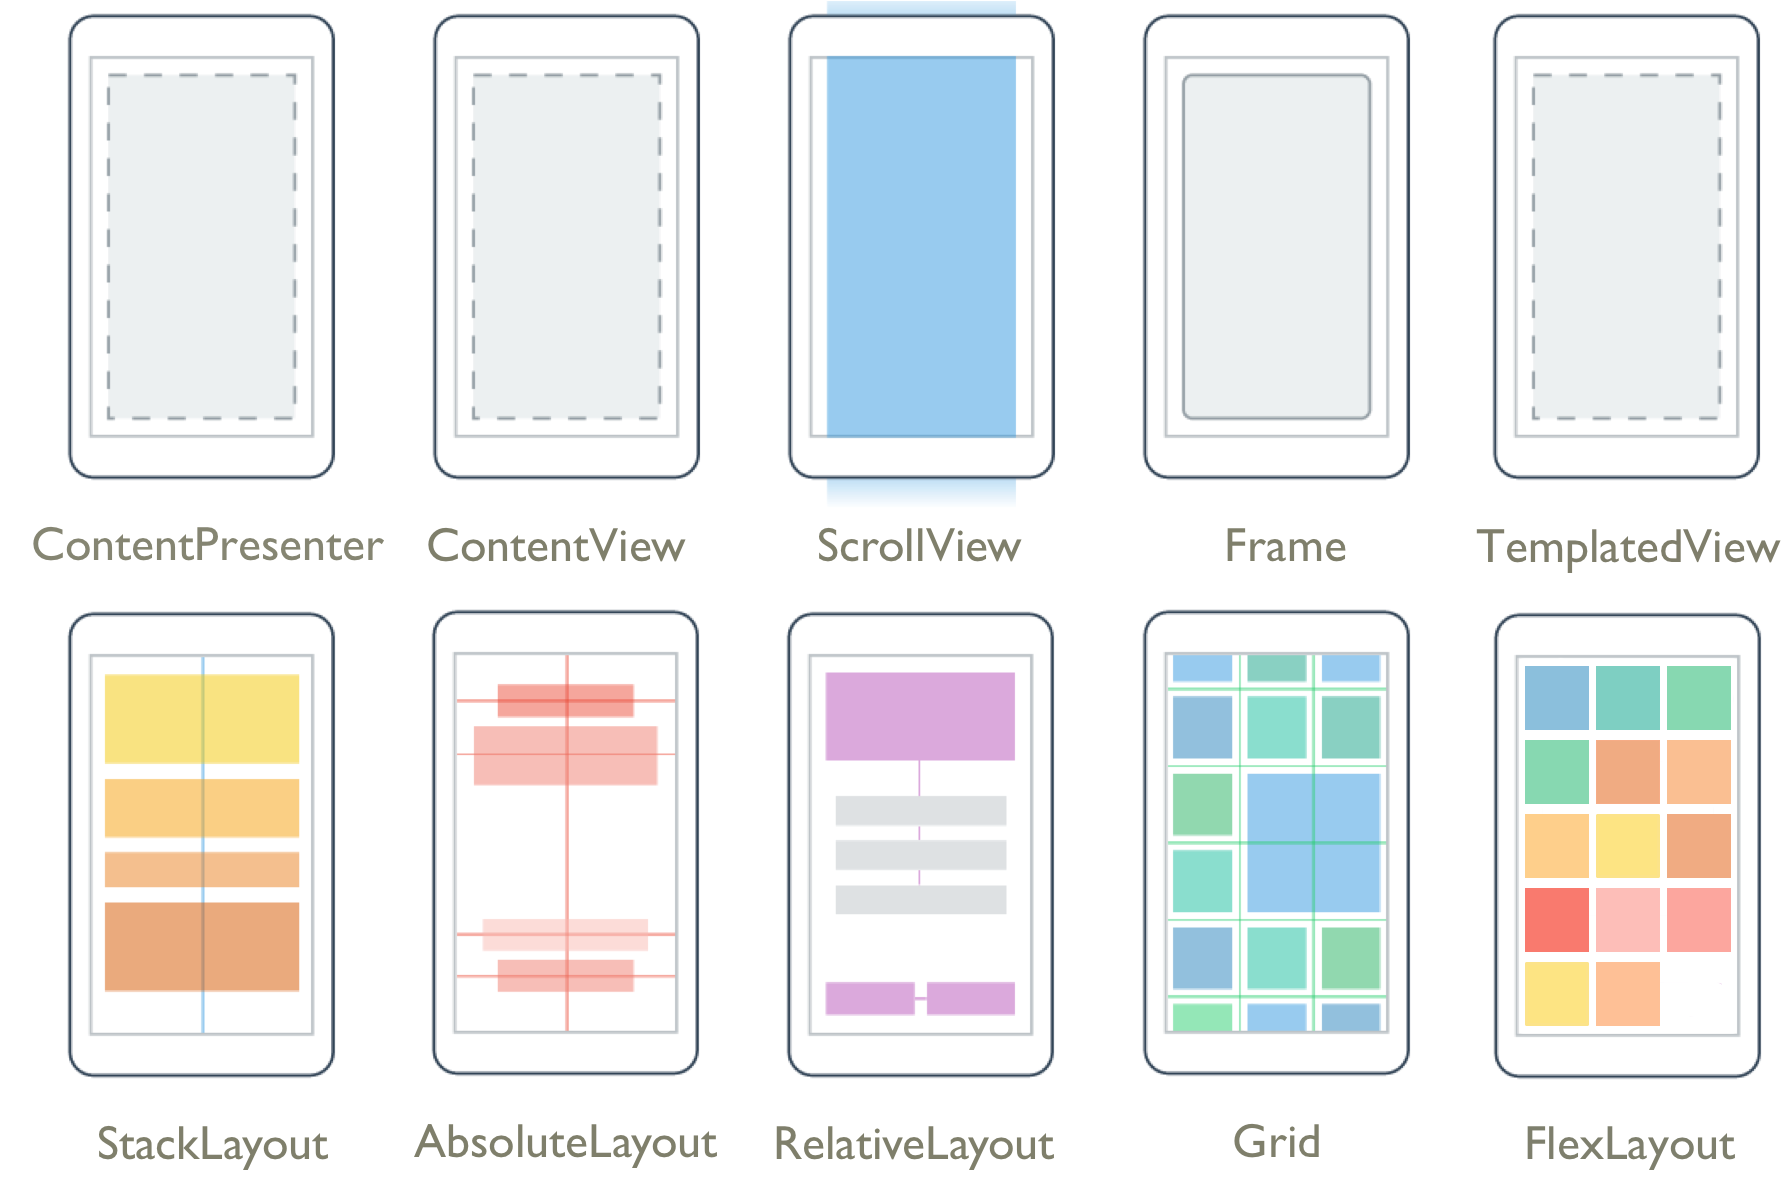 ContentPresenter
ContentView
ScrollView
Frame
TemplatedView
StackLayout
AbsoluteLayout
RelativeLayout
Grid
FlexLayout